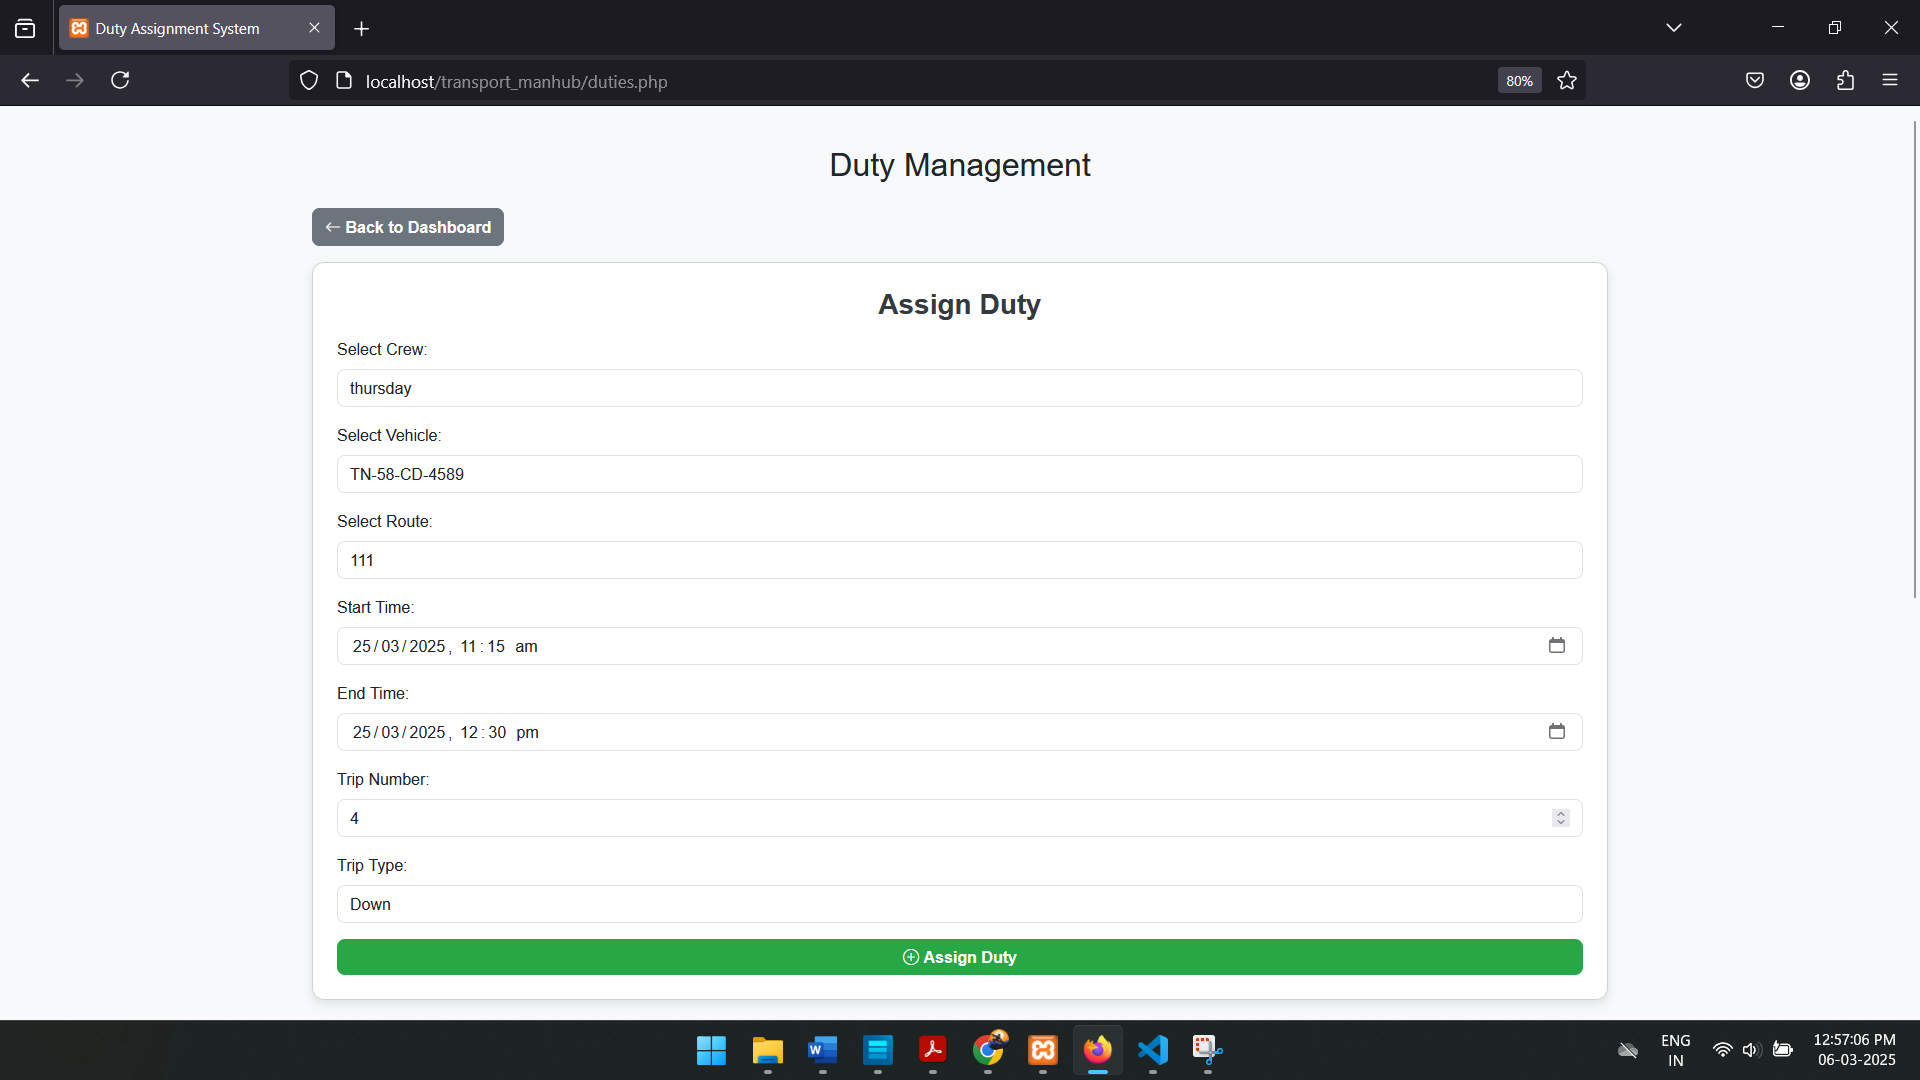 Duty Assignment System
localhost/transport_manhub/duties.php
80%
Duty Management
← Back to Dashboard
Assign Duty
Select Crew:
thursday
Select Vehicle:
TN-58-CD-4589
Select Route:
111
Start Time:
25/03/2025, 11:15 am
End Time:
25/03/2025, 12:30 pm
Trip Number:
4
Trip Type:
Down
Assign Duty
ENG
IN
12:57:06 PM
06-03-2025